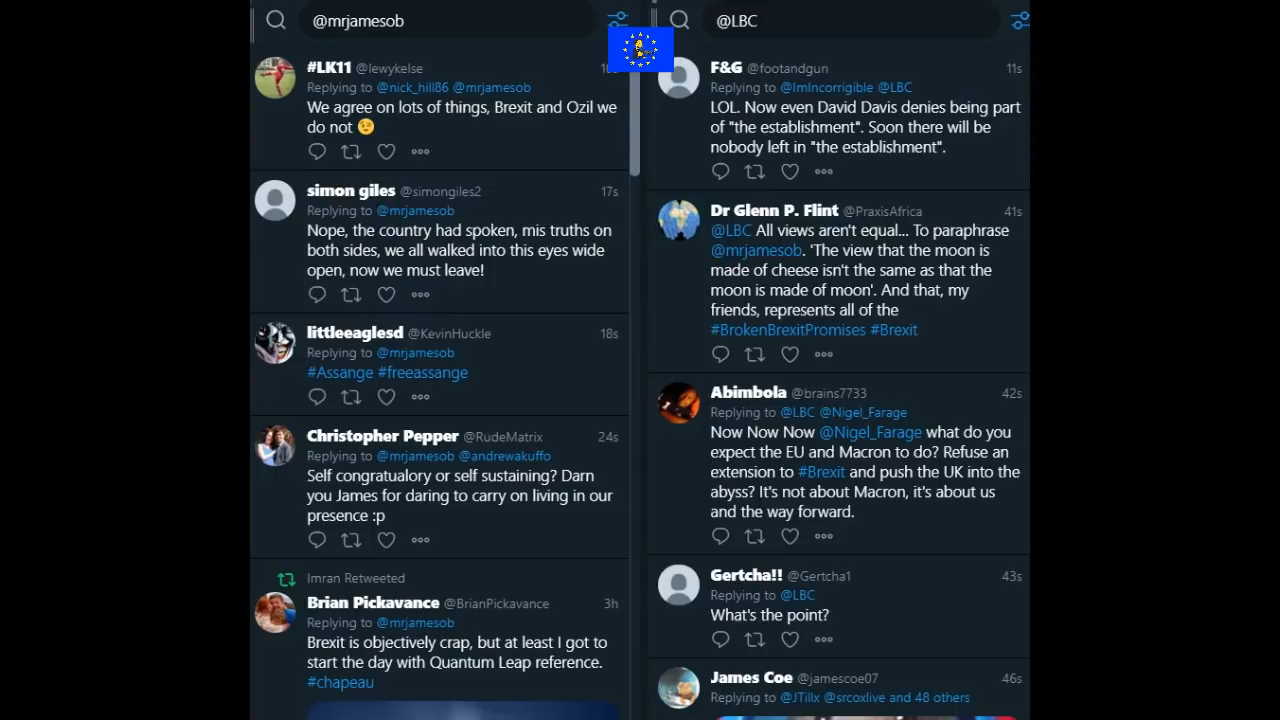 @mrjamesob
#LK11 @lewykelse
Replying to @nick_hill86 @mrjamesob
We agree on lots of things, Brexit and Ozil we
do not
simon giles @simongiles2 17s
Replying to @mrjamesob
Nope, the country had spoken, mis truths on
both sides, we all walked into this eyes wide
open, now we must leave!
littleeaglesd @KevinHuckle 18s
Replying to @mrjamesob
#Assange #freeassange
Christopher Pepper @RudeMatrix 24s
Replying to @mrjamesob @andrewakuffo
Self congratualory or self sustaining? Darn
you James for daring to carry on living in our
presence :p
Imran Retweeted
Brian Pickavance @BrianPickavance 3h
Replying to @mrjamesob
Brexit is objectively crap, but at least I got to
start the day with Quantum Leap reference.
#chapeau
@LBC
F&G @footandgun 11s
Replying to @ImIncorrigible @LBC
LOL. Now even David Davis denies being part
of "the establishment". Soon there will be
nobody left in "the establishment".
Dr Glenn P. Flint @PraxisAfrica 41s
@LBC All views aren't equal... To paraphrase
@mrjamesob. 'The view that the moon is
made of cheese isn't the same as that the
moon is made of moon'. And that, my
friends, represents all of the
#BrokenBrexitPromises #Brexit
Abimbola @brains7733 42s
Replying to @LBC @Nigel_Farage
Now Now Now @Nigel_Farage what do you
expect the EU and Macron to do? Refuse an
extension to #Brexit and push the UK into the
abyss? It's not about Macron, it's about us
and the way forward.
Gertcha!! @Gertcha1 43s
Replying to @LBC
What's the point?
James Coe @jamescoe07 46s
Replying to @JTillx @srcoxlive and 48 others